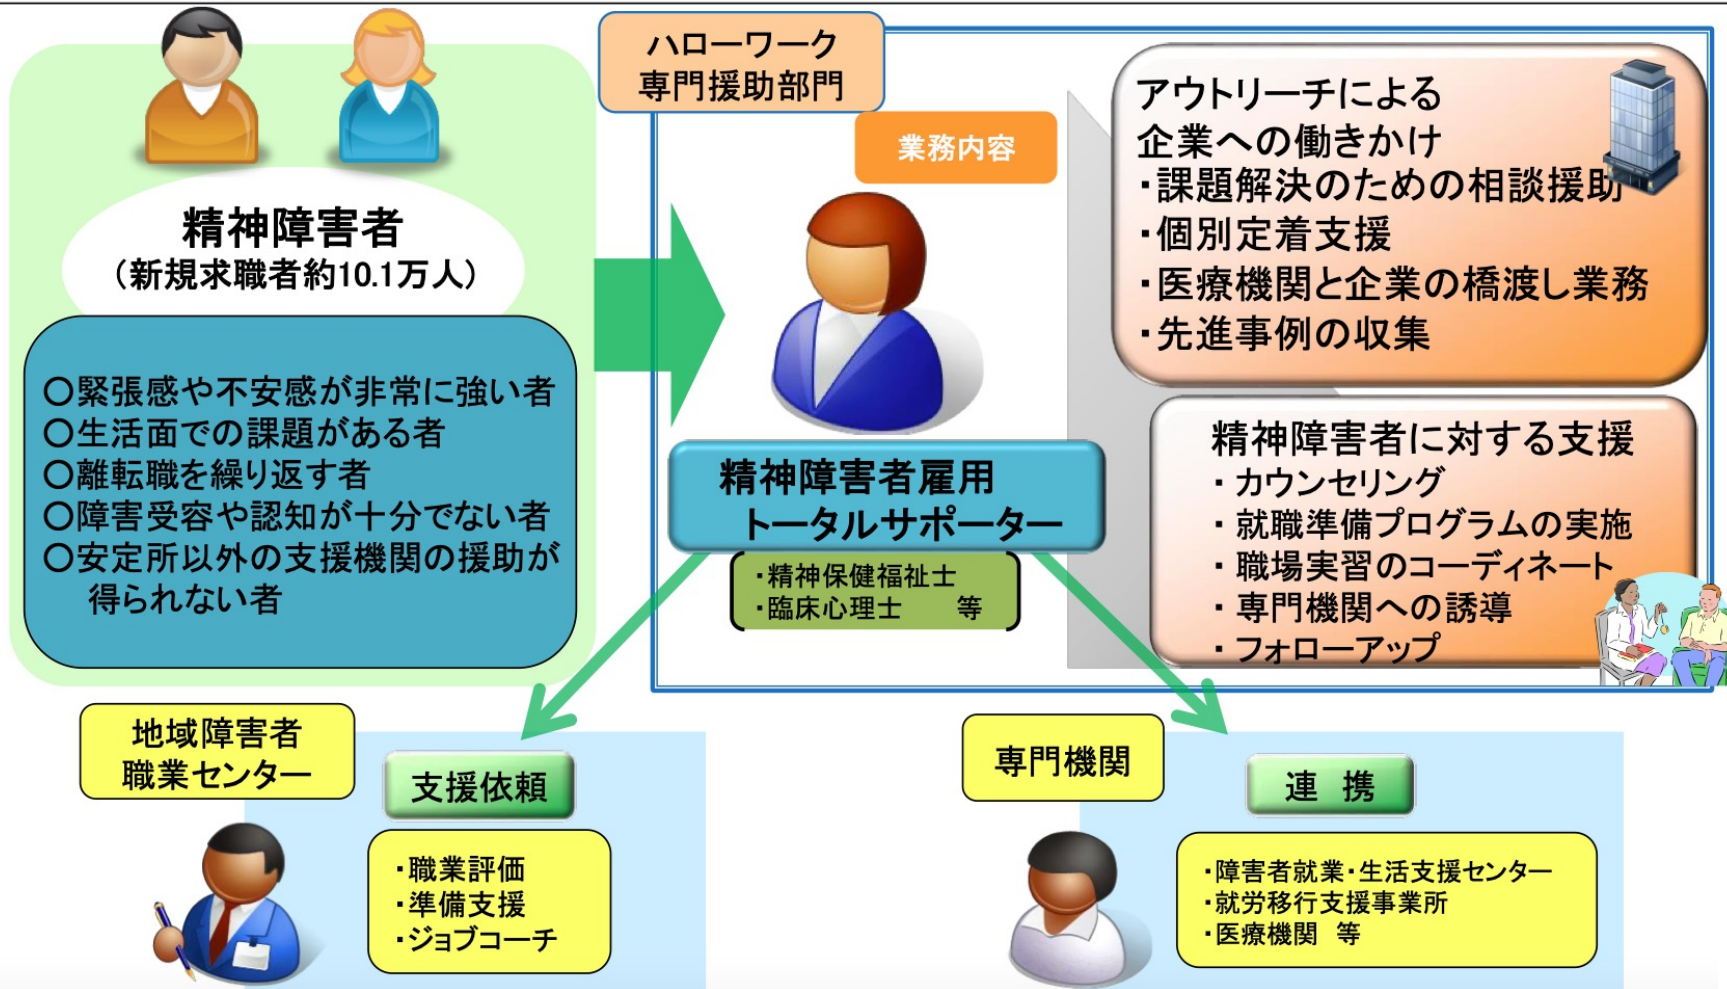 精神障害者
(新規求職者約10.1万人)
〇緊張感や不安感が非常に強い者
〇生活面での課題がある者
〇離転職を繰り返す者
〇障害受容や認知が十分でない者
〇安定所以外の支援機関の援助が
得られない者
ハローワーク
専門援助部門
業務内容
精神障害者雇用
トータルサポーター
・精神保健福祉士
・臨床心理士　等
アウトリーチによる
企業への働きかけ
・課題解決のための相談援助
・個別定着支援
・医療機関と企業の橋渡し業務
・先進事例の収集
精神障害者に対する支援
・カウンセリング
・就職準備プログラムの実施
・職場実習のコーディネート
・専門機関への誘導
・フォローアップ
地域障害者
職業センター
支援依頼
・職業評価
・準備支援
・ジョブコーチ
専門機関
連　携
・障害者就業・生活支援センター
・就労移行支援事業所
・医療機関　等